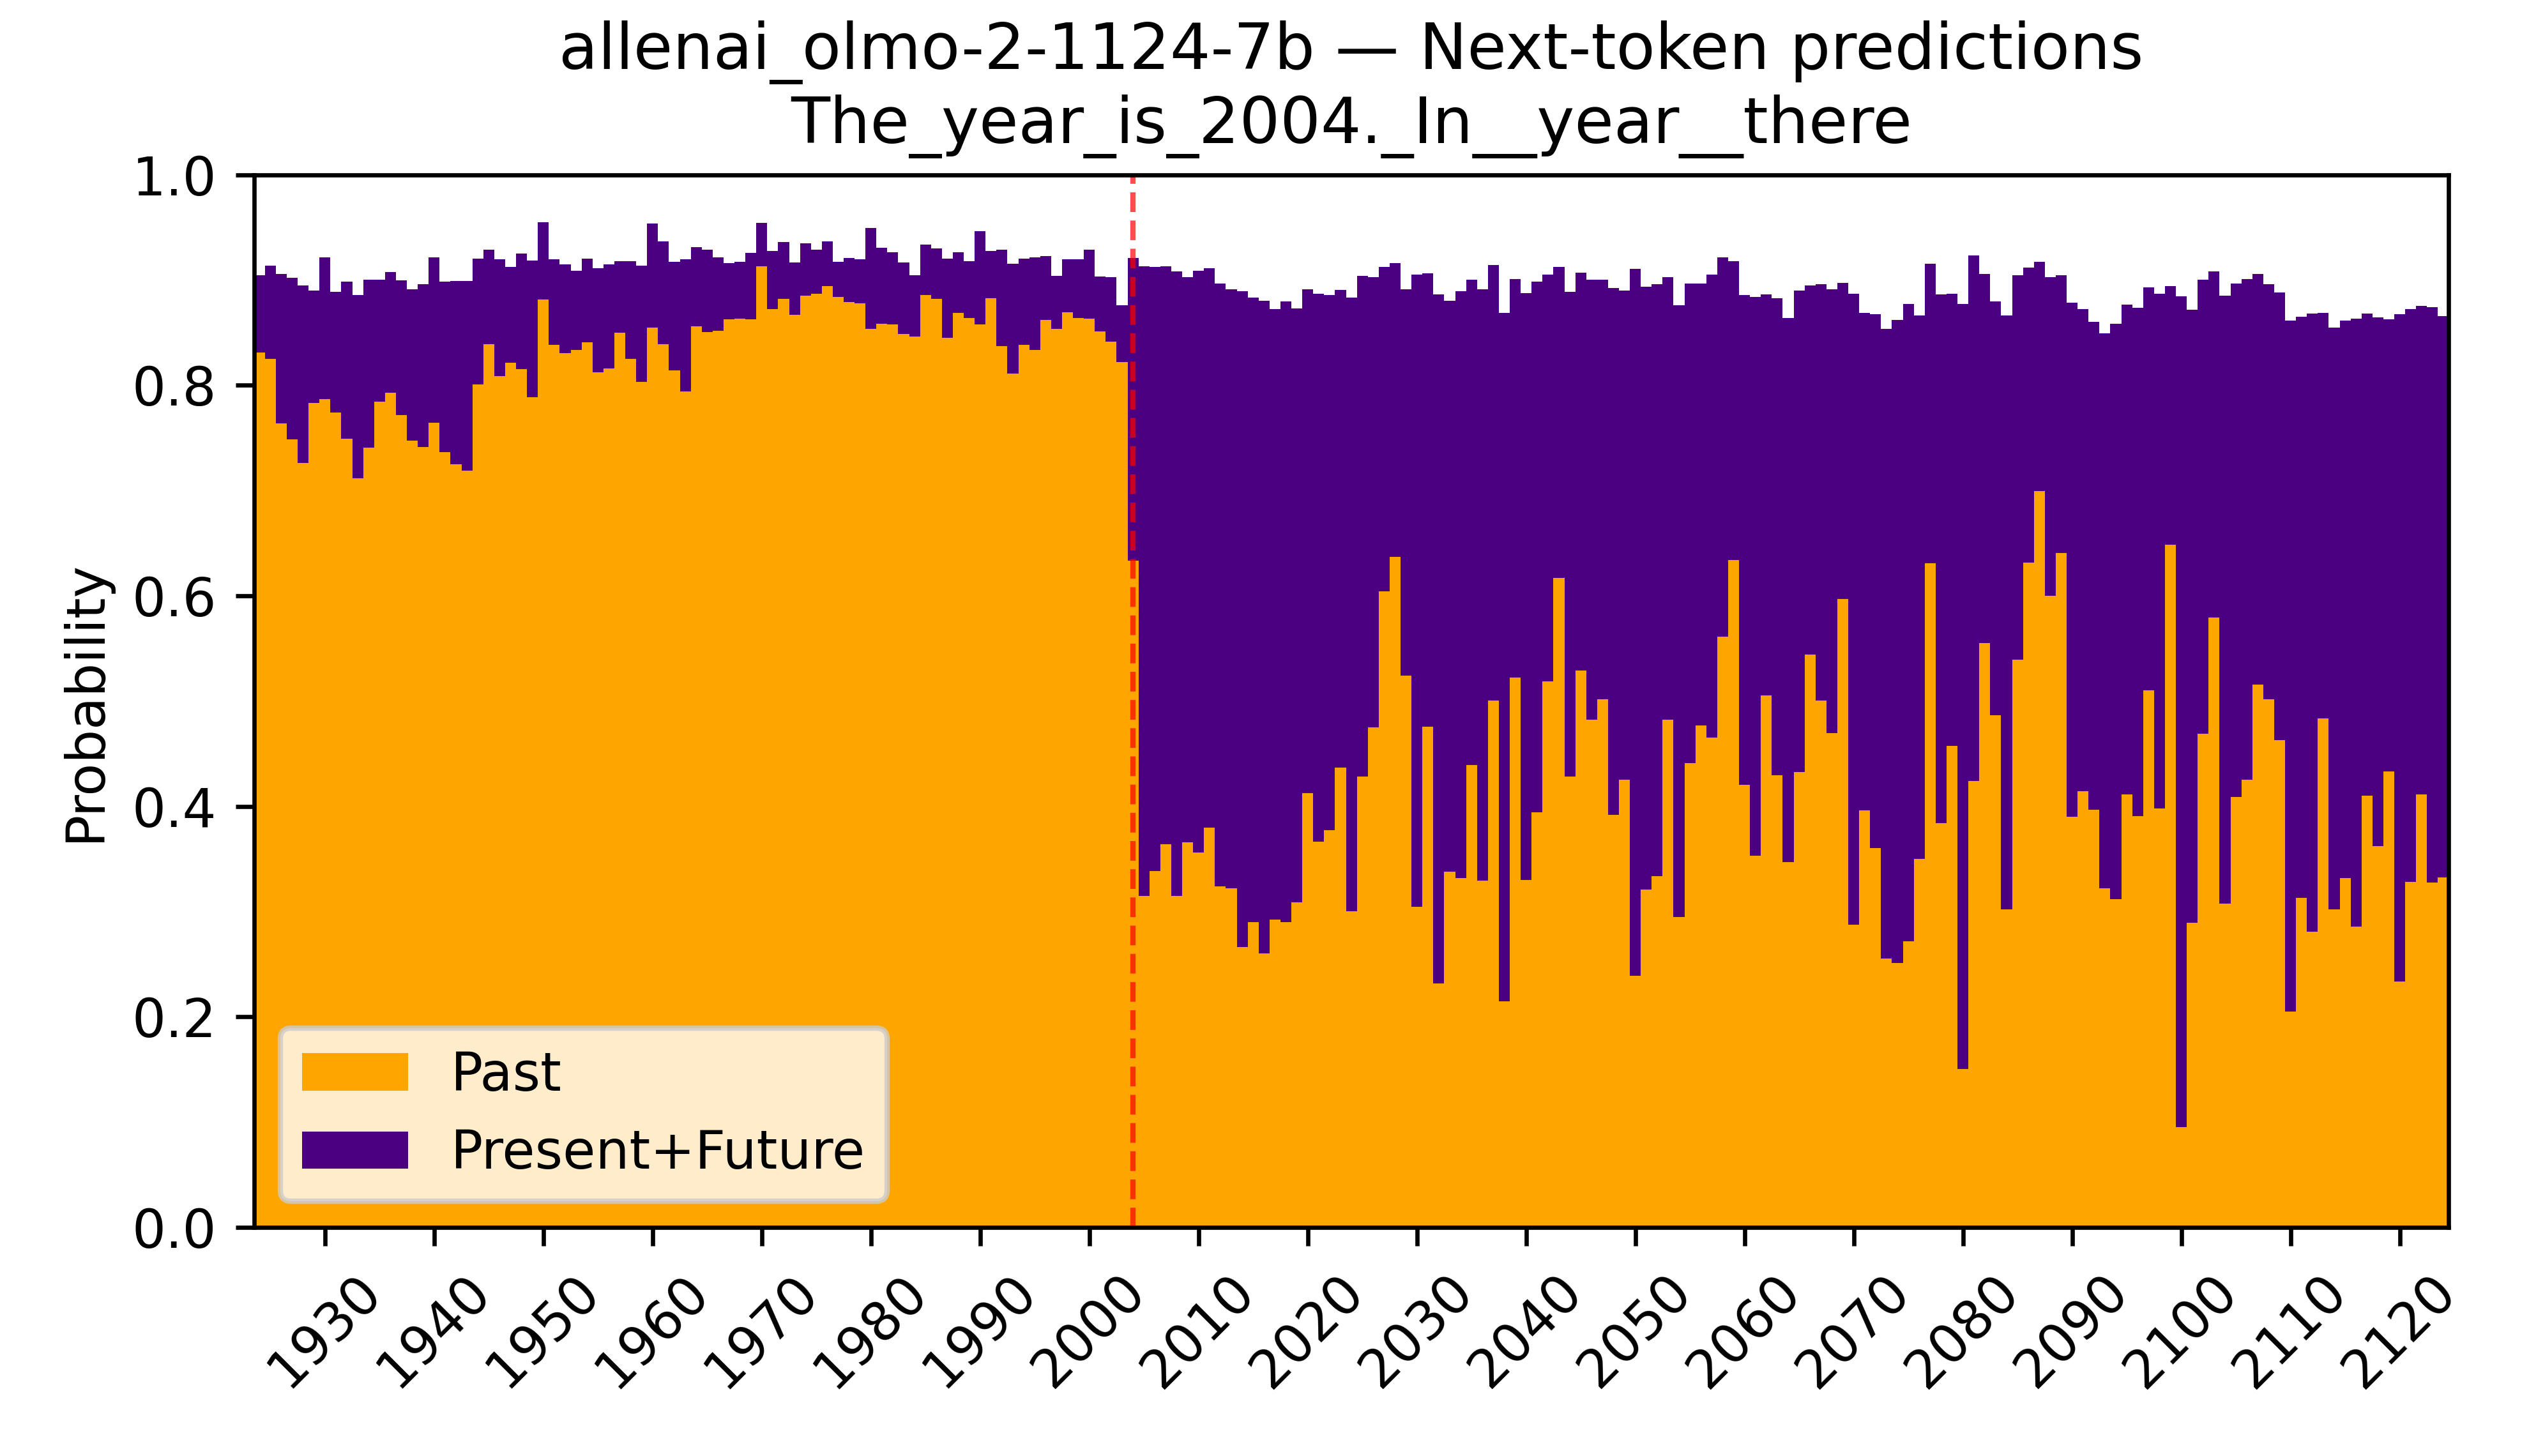 allenai_olmo-2-1124-7b — Next-token predictions
The_year_is_2004._In__year__there
Probability
1.0
0.8
0.6
0.4
0.2
0.0
Past
Present+Future
1930 1940 1950 1960 1970 1980 1990 2000 2010 2020 2030 2040 2050 2060 2070 2080 2090 2100 2110 2120